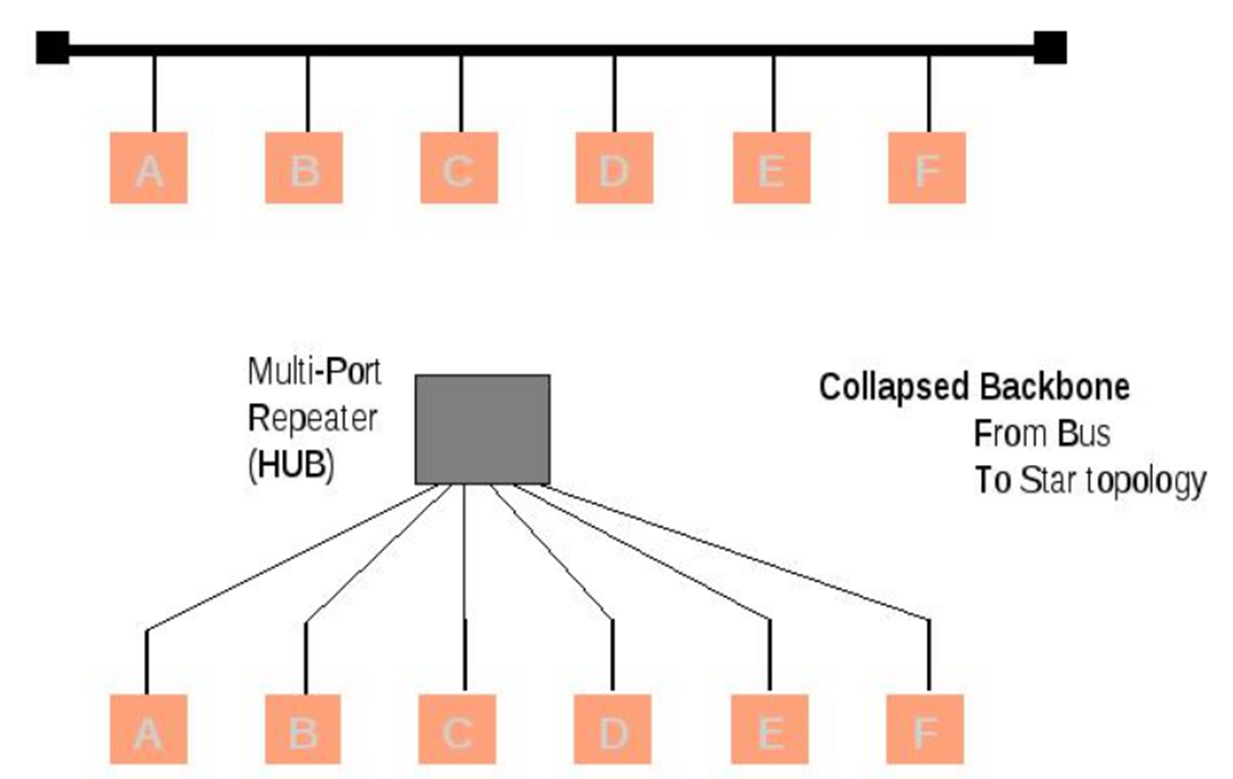 A B C D E F
Multi-Port
Repeater
(HUB)
Collapsed Backbone
From Bus
To Star topology
A B C D E F